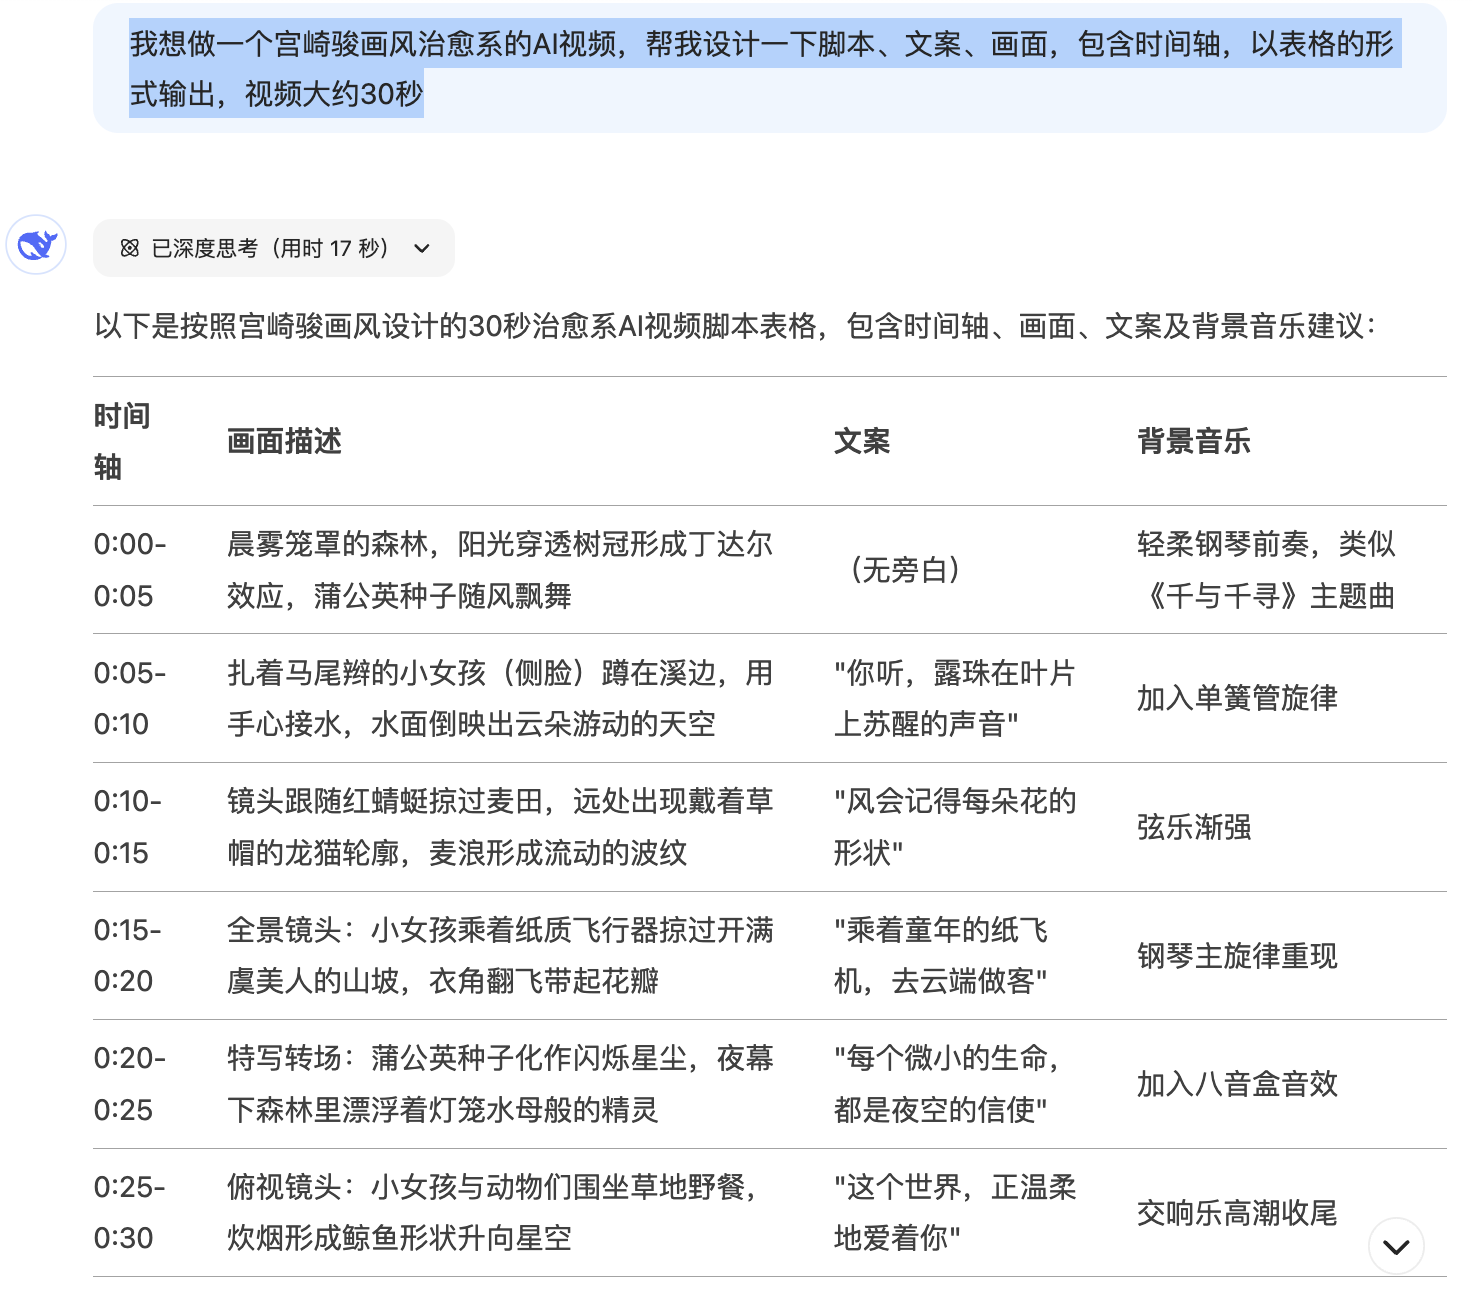 我想做一个宫崎骏画风治愈系的AI视频，帮我设计一下脚本、文案、画面，包含时间轴，以表格的形
式输出，视频大约30秒
已深度思考（用时 17 秒）
以下是按照宫崎骏画风设计的30秒治愈系AI视频脚本表格，包含时间轴、画面、文案及背景音乐建议：
时间
轴
画面描述
文案
背景音乐
0:00-
0:05
晨雾笼罩的森林，阳光穿透树冠形成丁达尔
效应，蒲公英种子随风飘舞
（无旁白）
轻柔钢琴前奏，类似
《千与千寻》主题曲
0:05-
0:10
扎着马尾辫的小女孩（侧脸）蹲在溪边，用
手心接水，水面倒映出云朵游动的天空
"你听，露珠在叶片
上苏醒的声音"
加入单簧管旋律
0:10-
0:15
镜头跟随红蜻蜓掠过麦田，远处出现戴着草
帽的龙猫轮廓，麦浪形成流动的波纹
"风会记得每朵花的
形状"
弦乐渐强
0:15-
0:20
全景镜头：小女孩乘着纸质飞行器掠过开满
虞美人的山坡，衣角翻飞带起花瓣
"乘着童年的纸飞
机，去云端做客"
钢琴主旋律重现
0:20-
0:25
特写转场：蒲公英种子化作闪烁星尘，夜幕
下森林里漂浮着灯笼水母般的精灵
"每个微小的生命，
都是夜空的信使"
加入八音盒音效
0:25-
0:30
俯视镜头：小女孩与动物们围坐草地野餐，
炊烟形成鲸鱼形状升向星空
"这个世界，正温柔
地爱着你"
交响乐高潮收尾